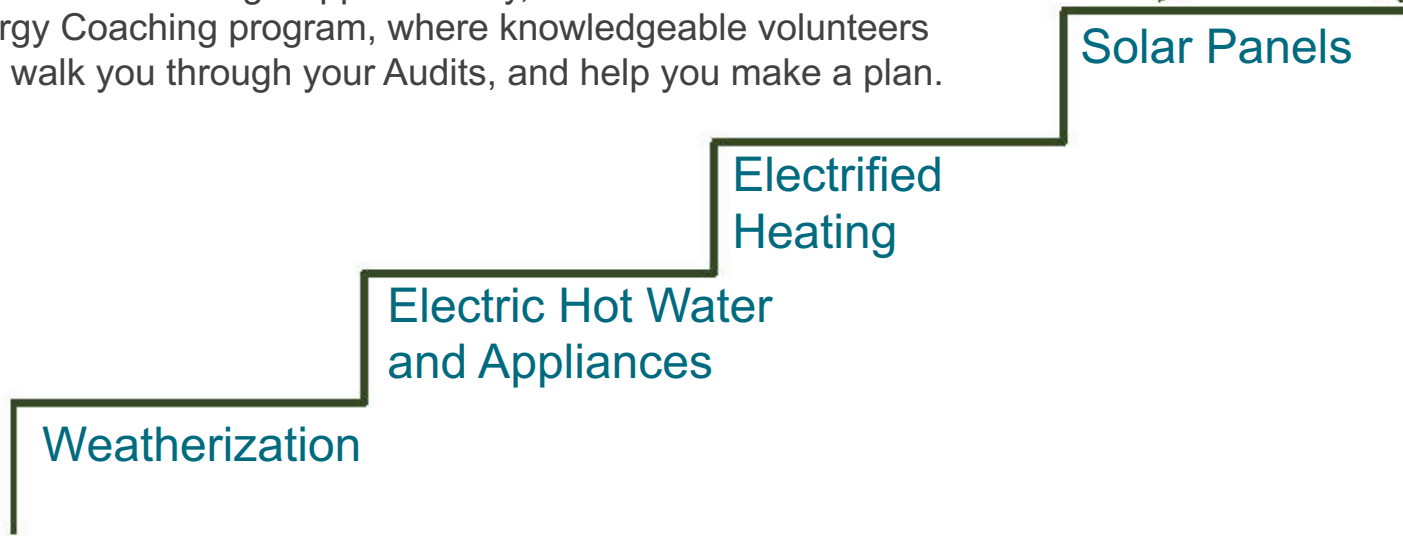 rgy Coaching program, where knowledgeable volunteers
walk you through your Audits, and help you make a plan.
Solar Panels
Electrified
Heating
Electric Hot Water
and Appliances
Weatherization